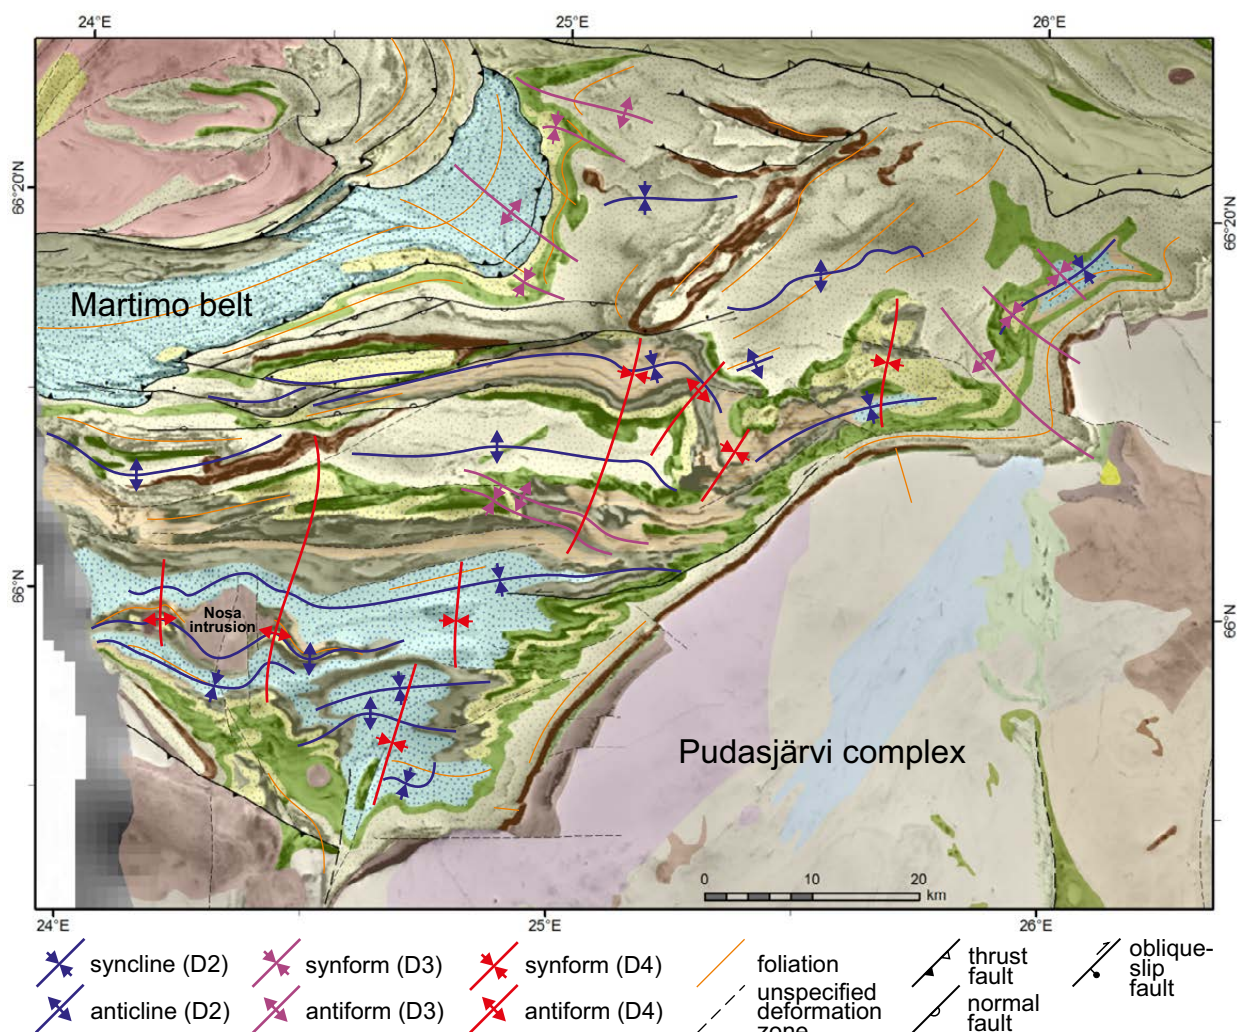 24°E 25°E 26°E
66°20'N
66°20'N
Martimo belt
66°N
66°N
Nosa
intrusion
Pudasjärvi complex
0 10 20
km
24°E 25°E 26°E
syncline (D2)
synform (D3)
synform (D4)
foliation
thrust
fault
oblique-
slip
fault
anticline (D2)
antiform (D3)
antiform (D4)
unspecified
deformation
zone
normal
fault